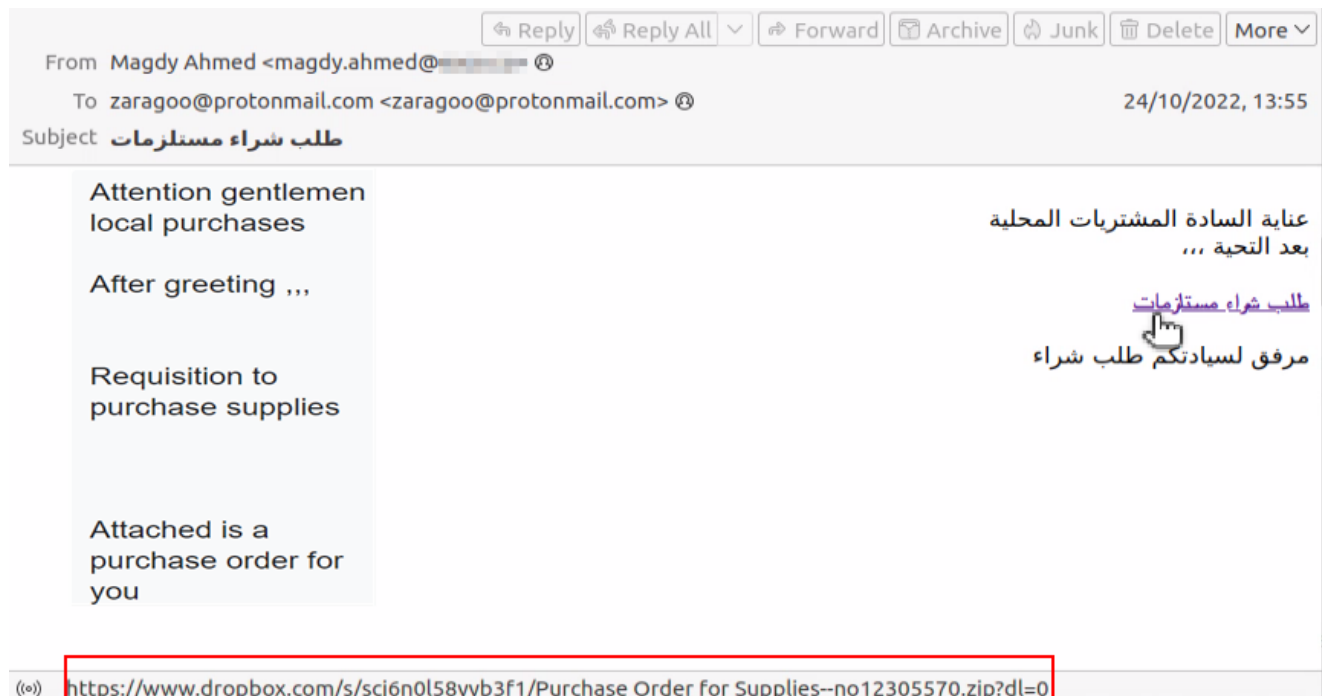 Reply Reply All Forward Archive Junk Delete More
From Magdy Ahmed <magdy.ahmed@
To zaragoo@protonmail.com <zaragoo@protonmail.com> 24/10/2022, 13:55
Subject طلب شراء مستلزمات
Attention gentlemen
local purchases
After greeting ,,,
Requisition to
purchase supplies
Attached is a
purchase order for
you
عناية السادة المشتريات المحلية
بعد التحية ،،،
طلب شراء مستلزمات
مرفق لسيادتكم طلب شراء
https://www.dropbox.com/s/sci6n0l58yvb3f1/Purchase Order for Supplies--no12305570.zip?dl=0